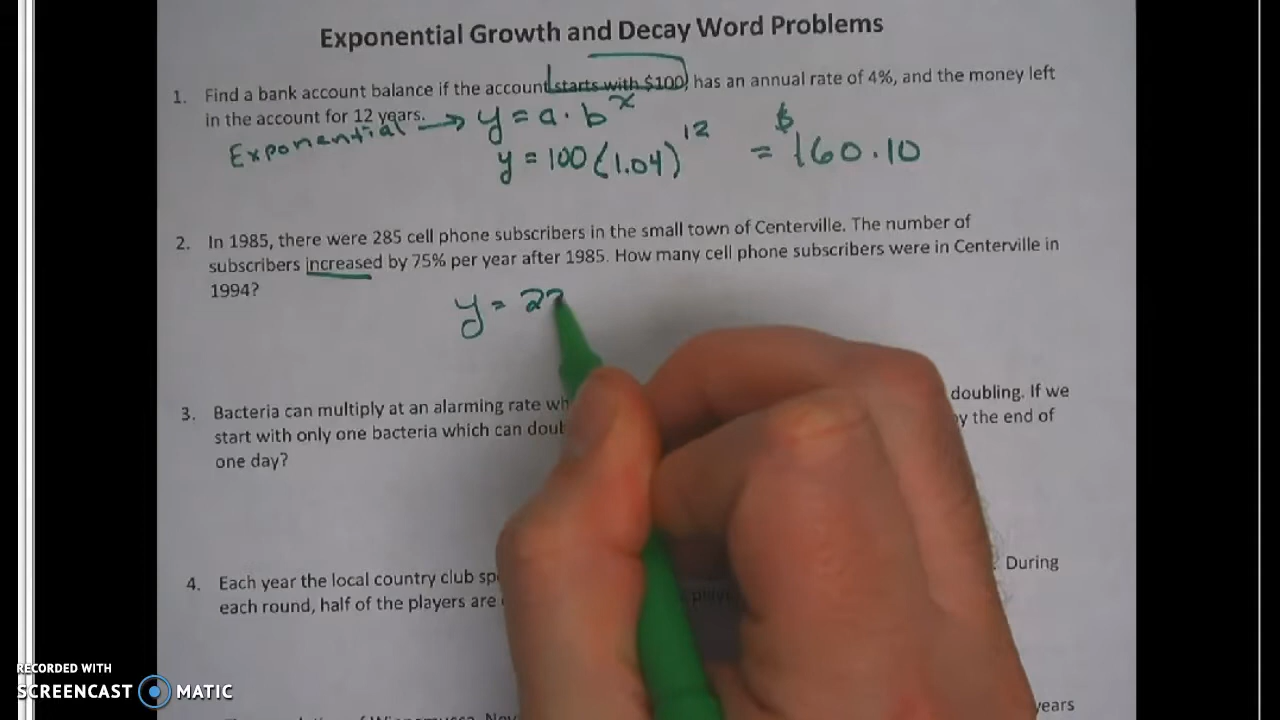 Exponential Growth and Decay Word Problems
1. Find a bank account balance if the account starts with $100, has an annual rate of 4%, and the money left
in the account for 12 years.
Exponential → y = a · b^x
y = 100 (1.04)^12 = $160.10
2. In 1985, there were 285 cell phone subscribers in the small town of Centerville. The number of
subscribers increased by 75% per year after 1985. How many cell phone subscribers were in Centerville in
1994?
y = 2
3. Bacteria can multiply at an alarming rate doubling. If we
start with only one bacteria which can by the end of
one day?
4. Each year the local country club During
each round, half of the players are
years
RECORDED WITH
SCREENCAST MATIC